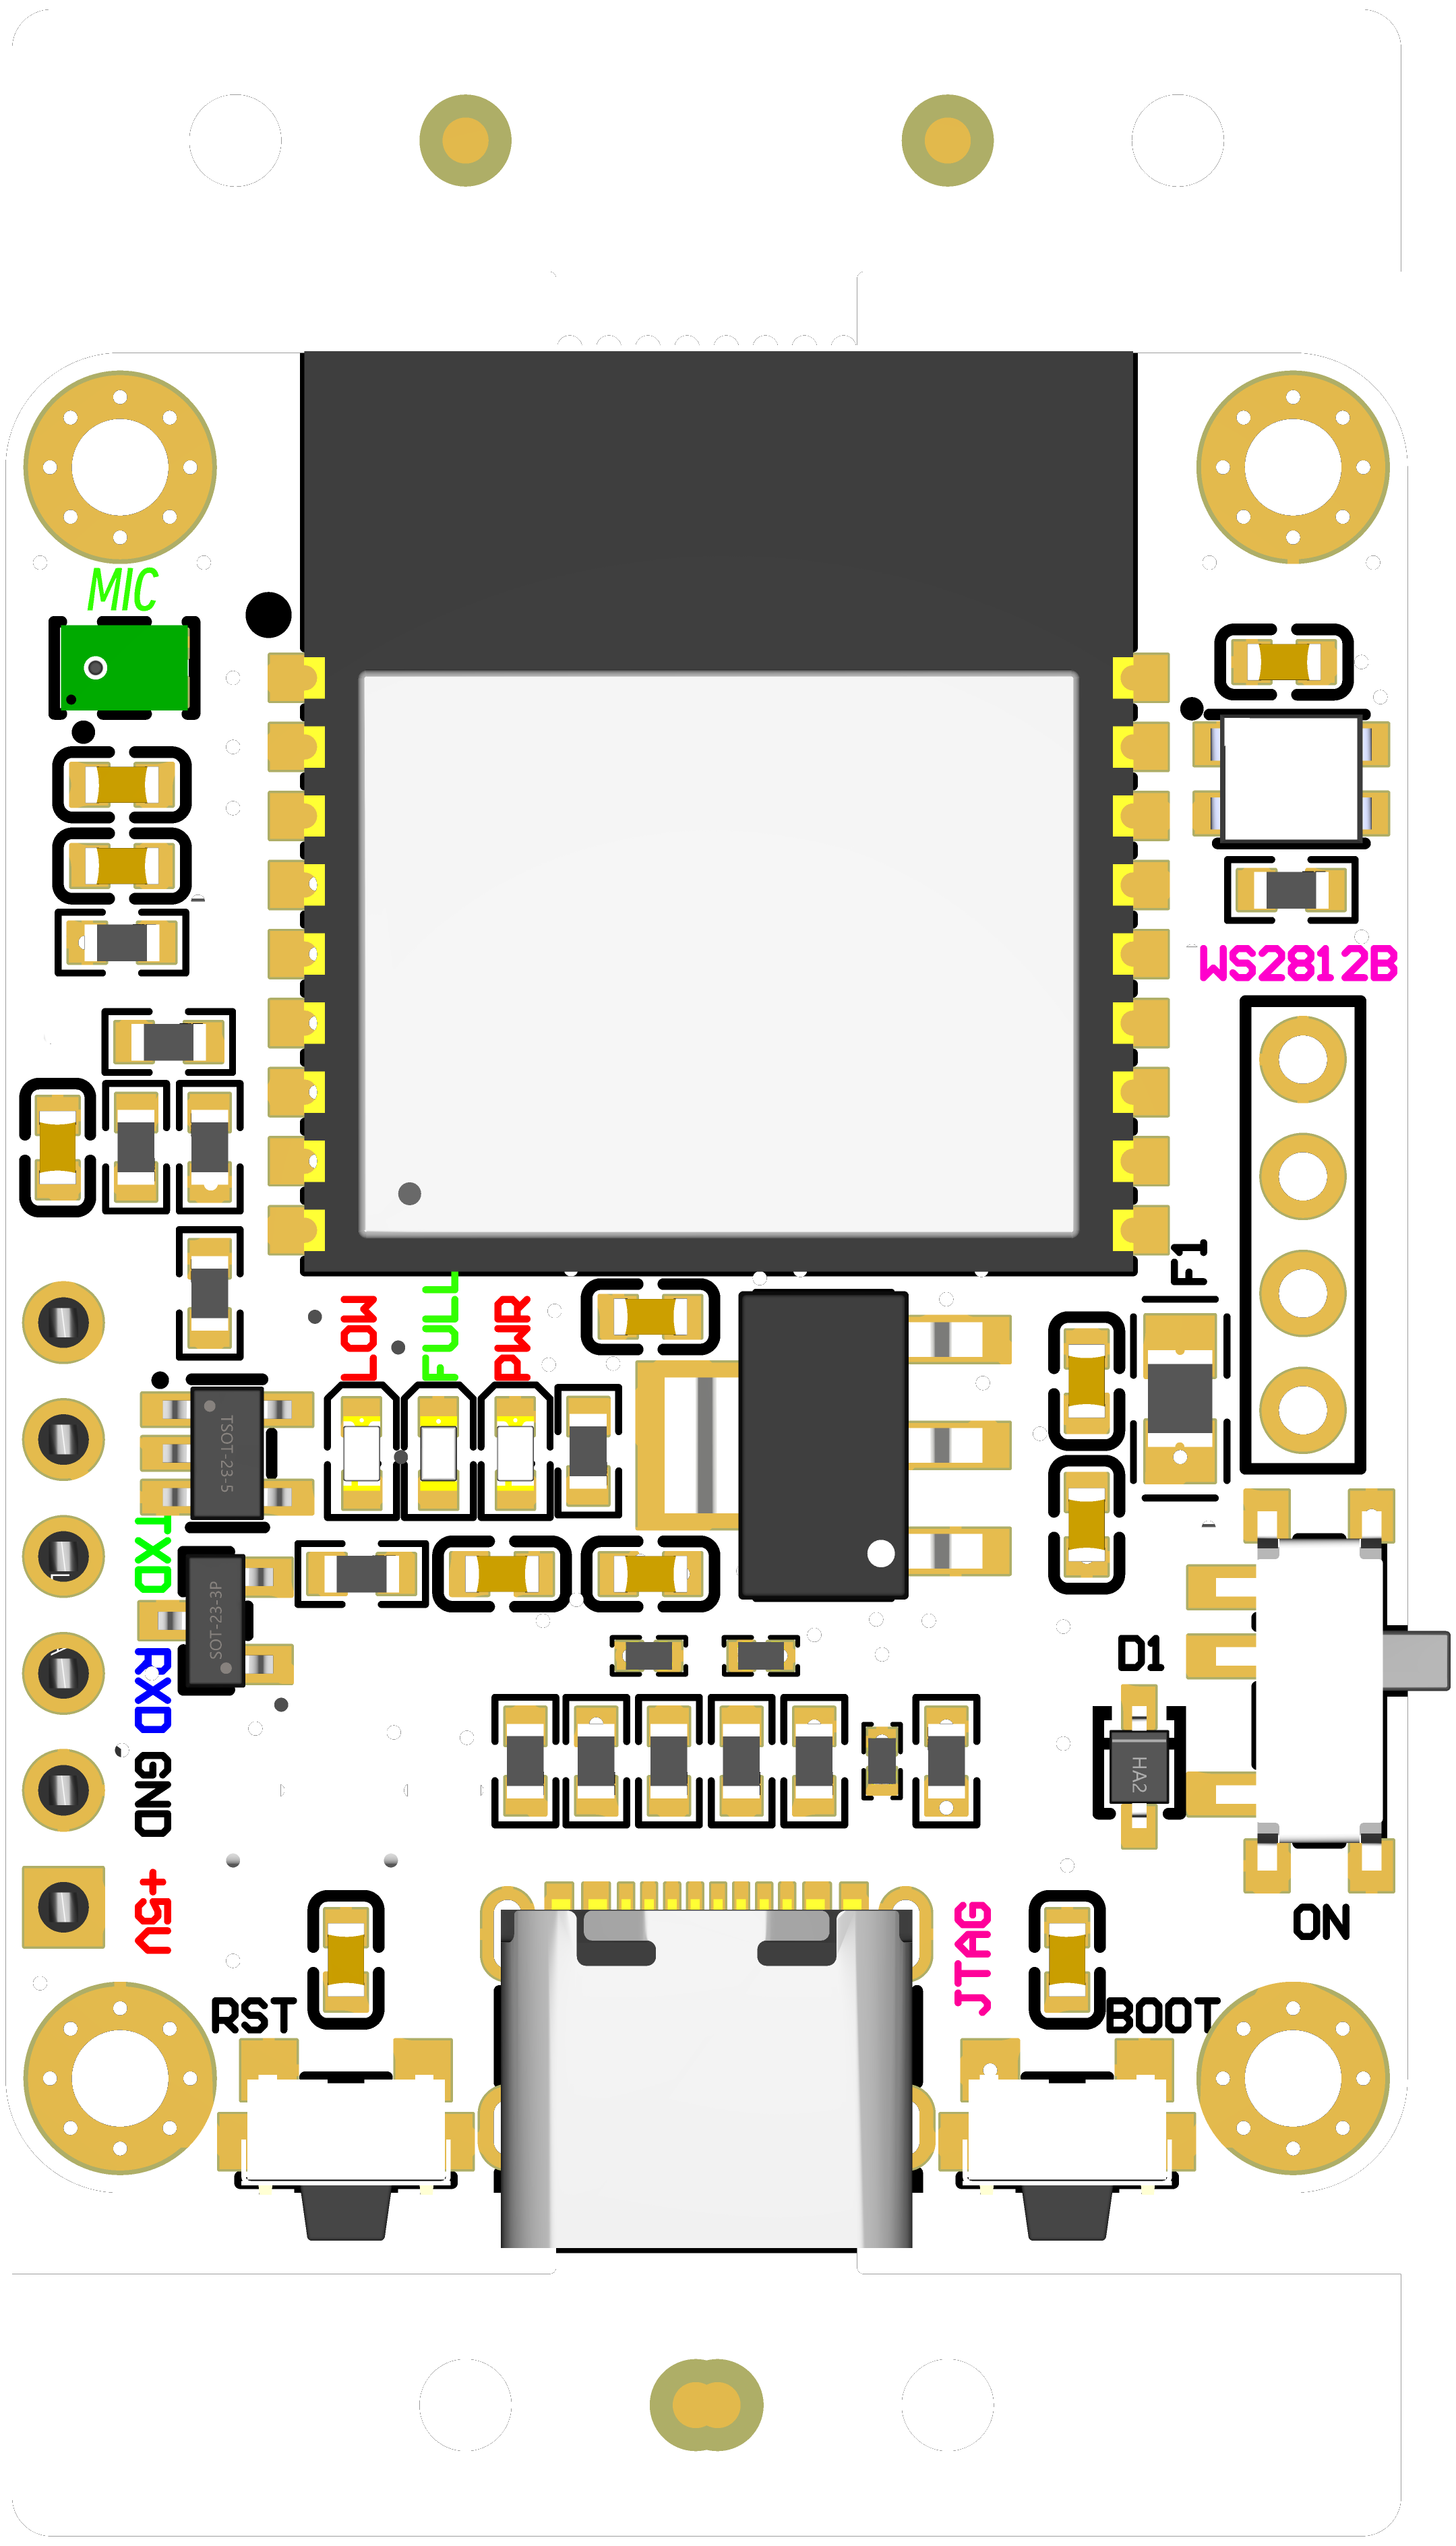 MIC
WS2812B
F1
LOW
FULL
PWR
TSOT-23-5
TXD
SOT-23-3P
RXD
D1
GND
HA2
+5V
JTAG
ON
RST
BOOT